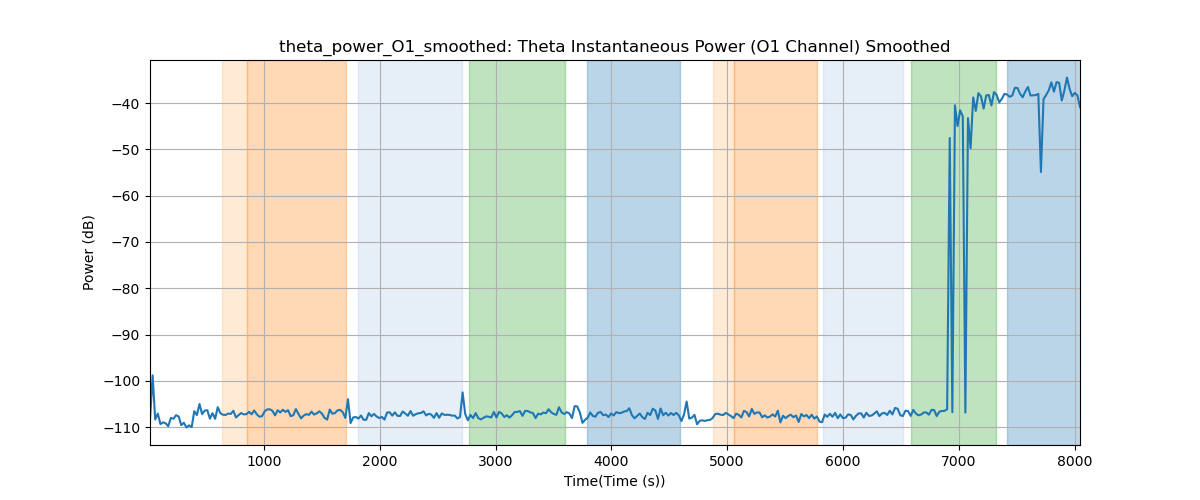 theta_power_O1_smoothed: Theta Instantaneous Power (O1 Channel) Smoothed
Power (dB)
−40
−50
−60
−70
−80
−90
−100
−110
1000 2000 3000 4000 5000 6000 7000 8000
Time(Time (s))